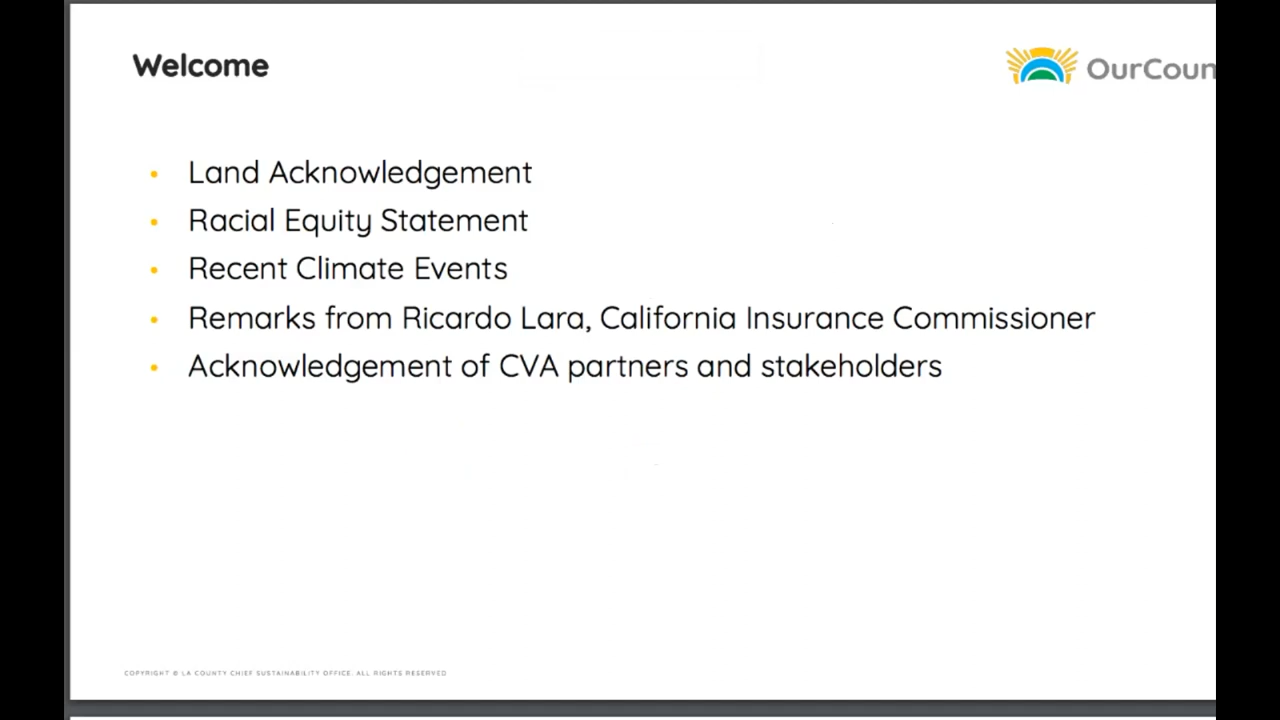 Welcome
OurCoun
• Land Acknowledgement
• Racial Equity Statement
• Recent Climate Events
• Remarks from Ricardo Lara, California Insurance Commissioner
• Acknowledgement of CVA partners and stakeholders
COPYRIGHT © LA COUNTY CHIEF SUSTAINABILITY OFFICE. ALL RIGHTS RESERVED